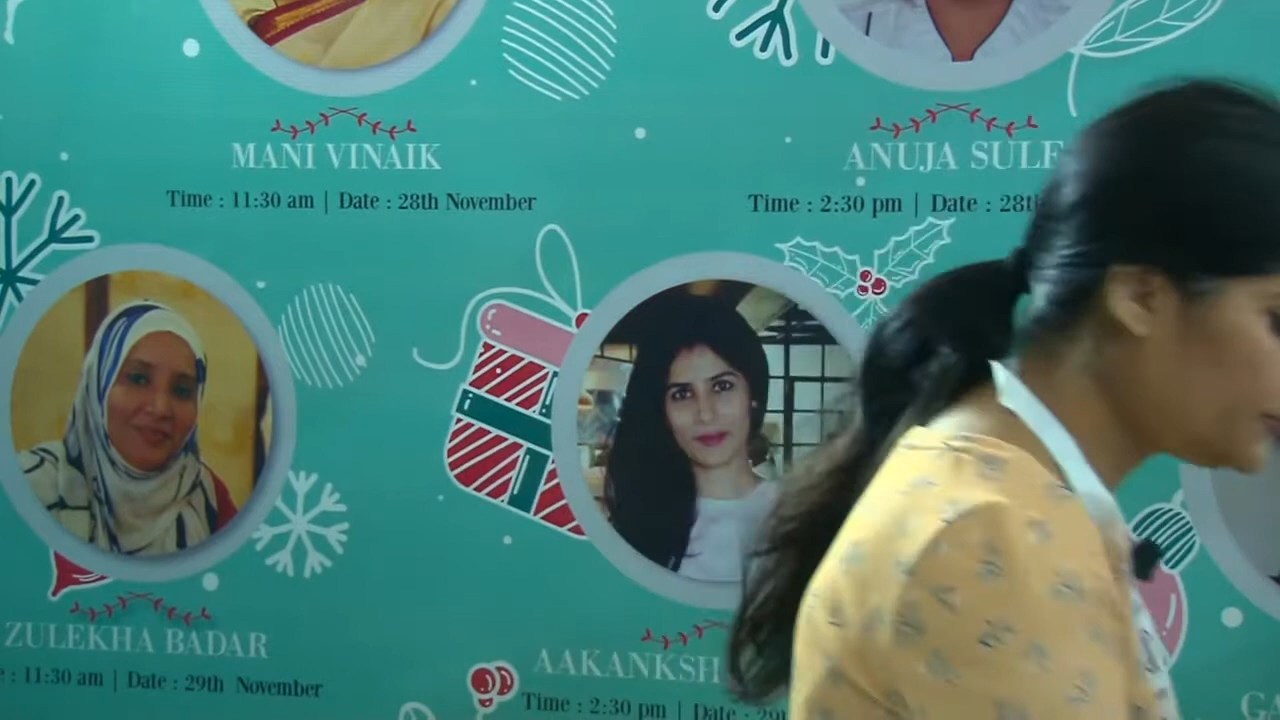 MANI VINAIK
Time : 11:30 am | Date : 28th November
ANUJA SULE
Time : 2:30 pm | Date :
ZULEKHA BADAR
: 11:30 am | Date : 29th November
AAKANKSH
Time : 2:30 pm | Date :